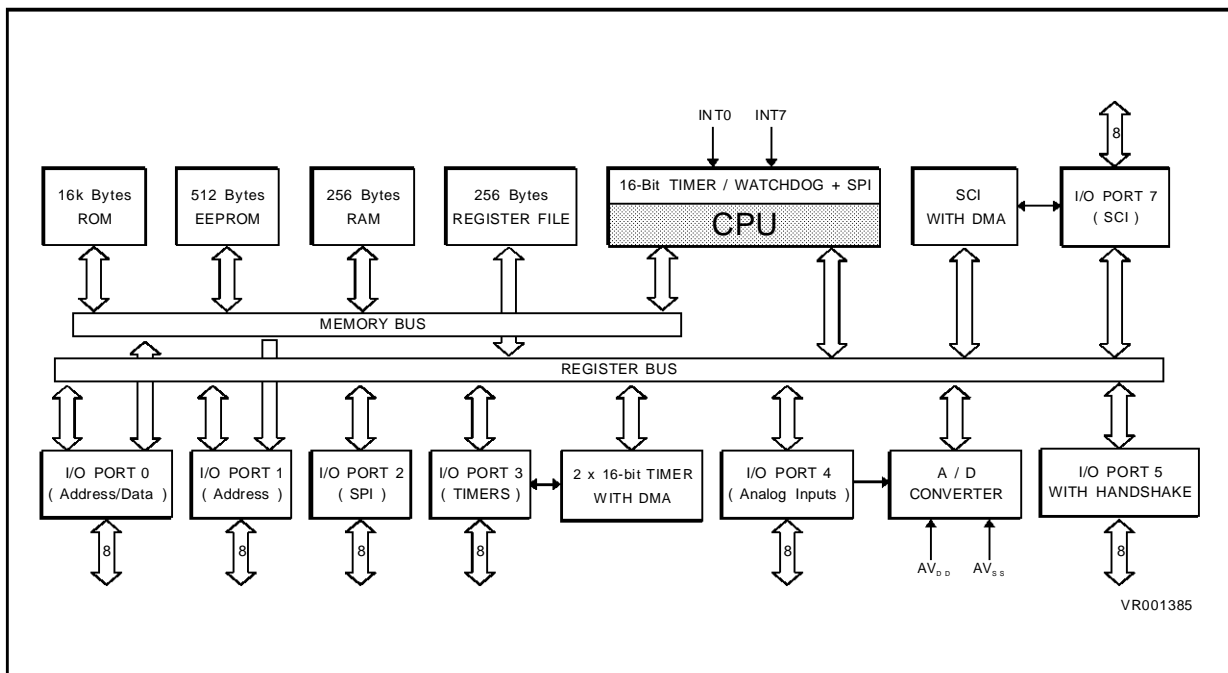 INT0
INT7
8
16k Bytes
ROM
512 Bytes
EEPROM
256 Bytes
RAM
256 Bytes
REGISTER FILE
16-Bit TIMER / WATCHDOG + SPI
CPU
SCI
WITH DMA
I/O PORT 7
( SCI )
MEMORY BUS
REGISTER BUS
I/O PORT 0
( Address/Data )
I/O PORT 1
( Address )
I/O PORT 2
( SPI )
I/O PORT 3
( TIMERS )
2 x 16-bit TIMER
WITH DMA
I/O PORT 4
( Analog Inputs )
A / D
CONVERTER
I/O PORT 5
WITH HANDSHAKE
8
8
8
8
8
8
AVDD
AVSS
VR001385